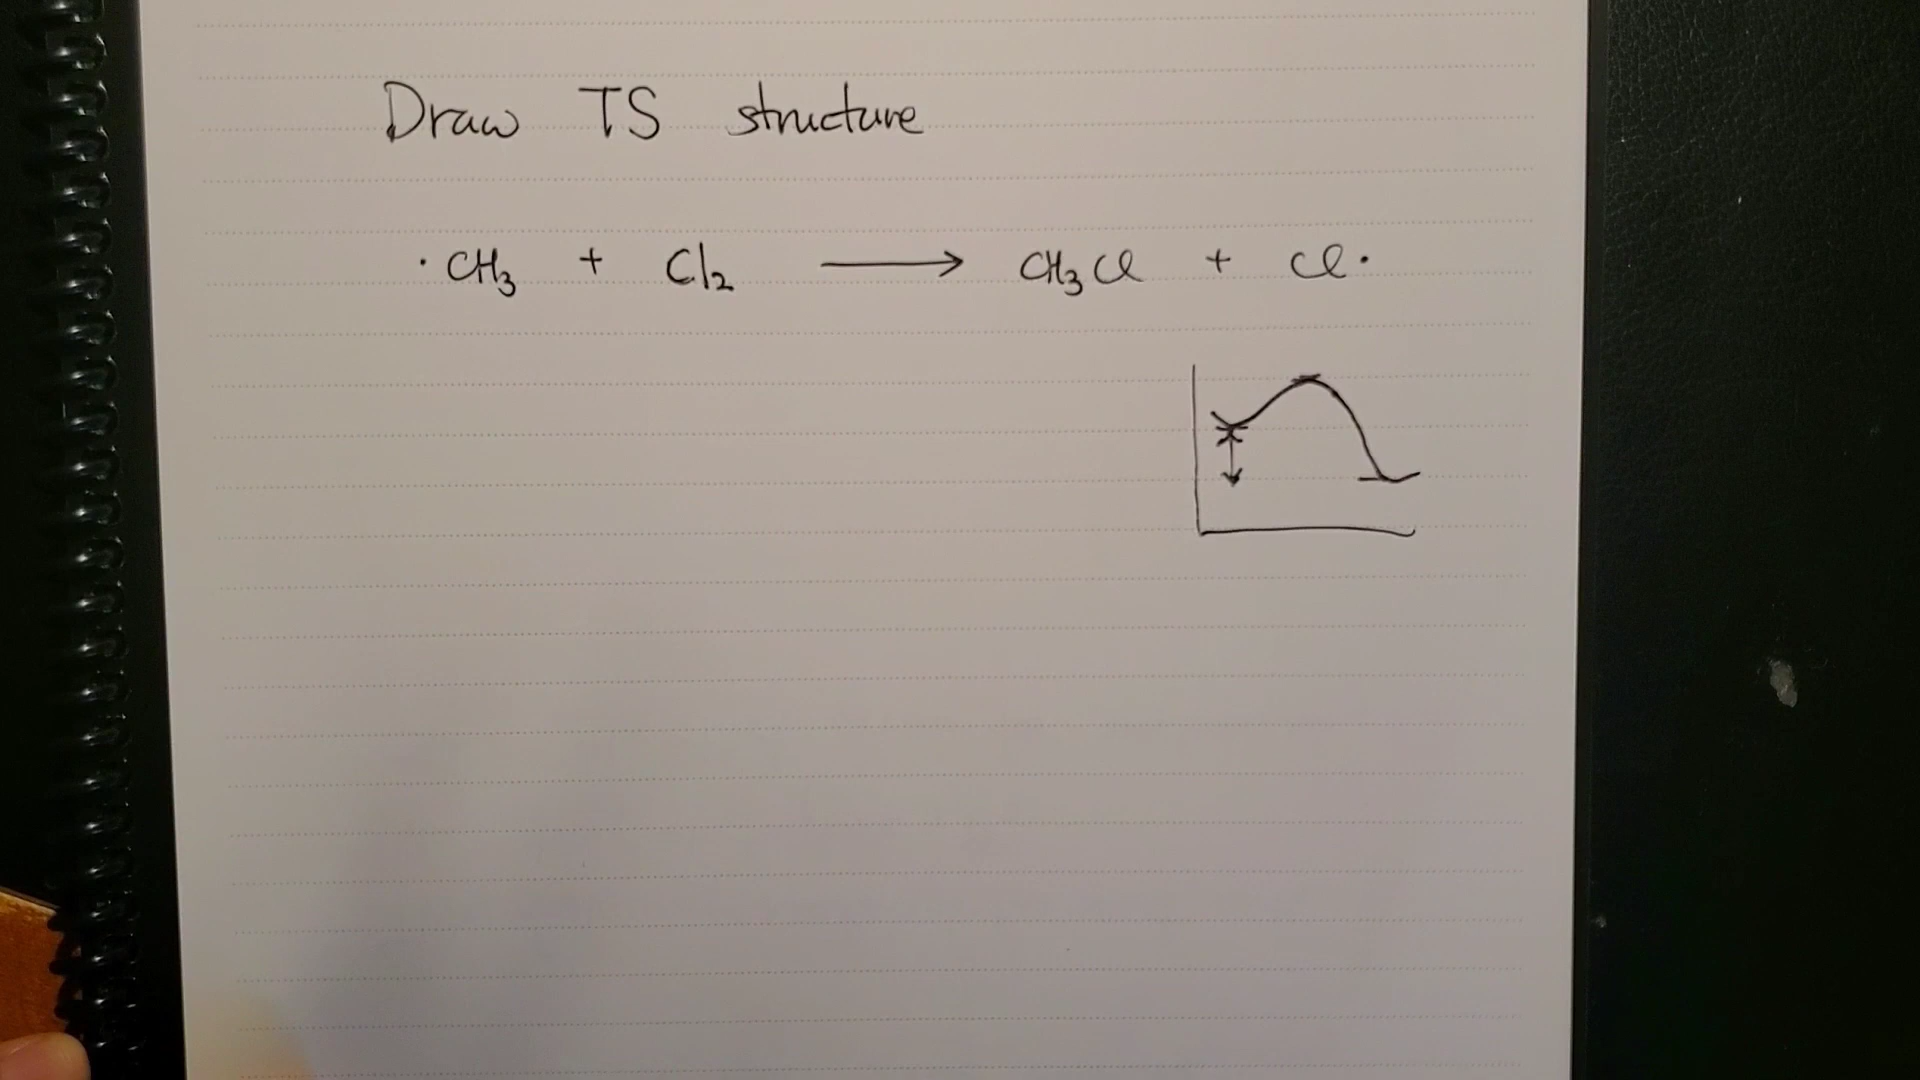 Draw TS structure
·CH₃ + Cl₂ ⟶ CH₃Cl + Cl·